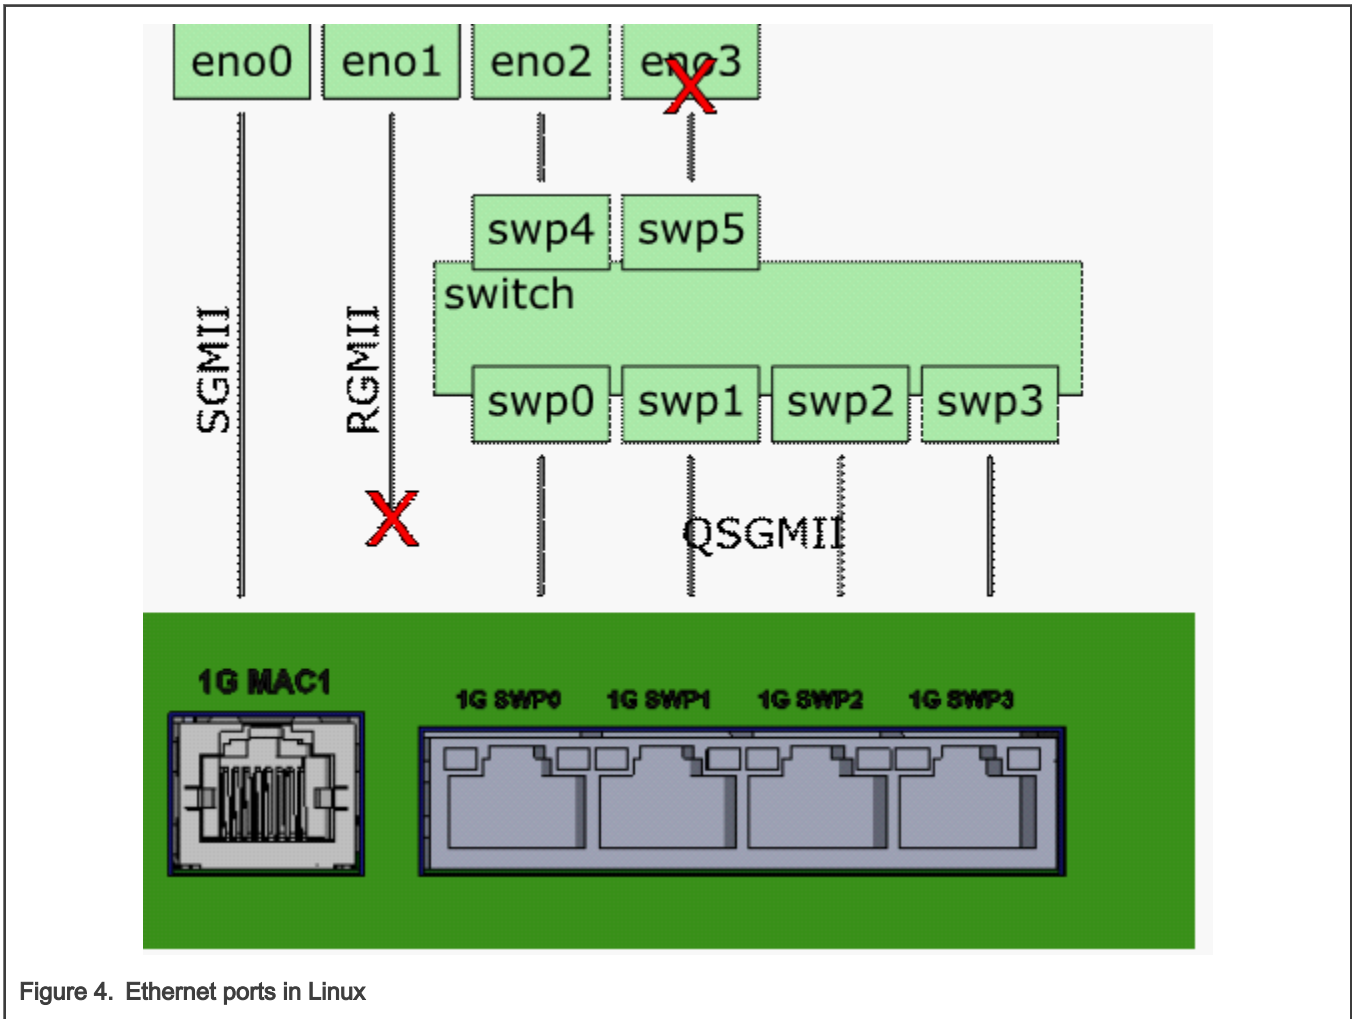 eno0 eno1 eno2 eno3
swp4 swp5
switch
SGMII RGMII
swp0 swp1 swp2 swp3
QSGMII
1G MAC1
1G SWP0 1G SWP1 1G SWP2 1G SWP3
Figure 4. Ethernet ports in Linux